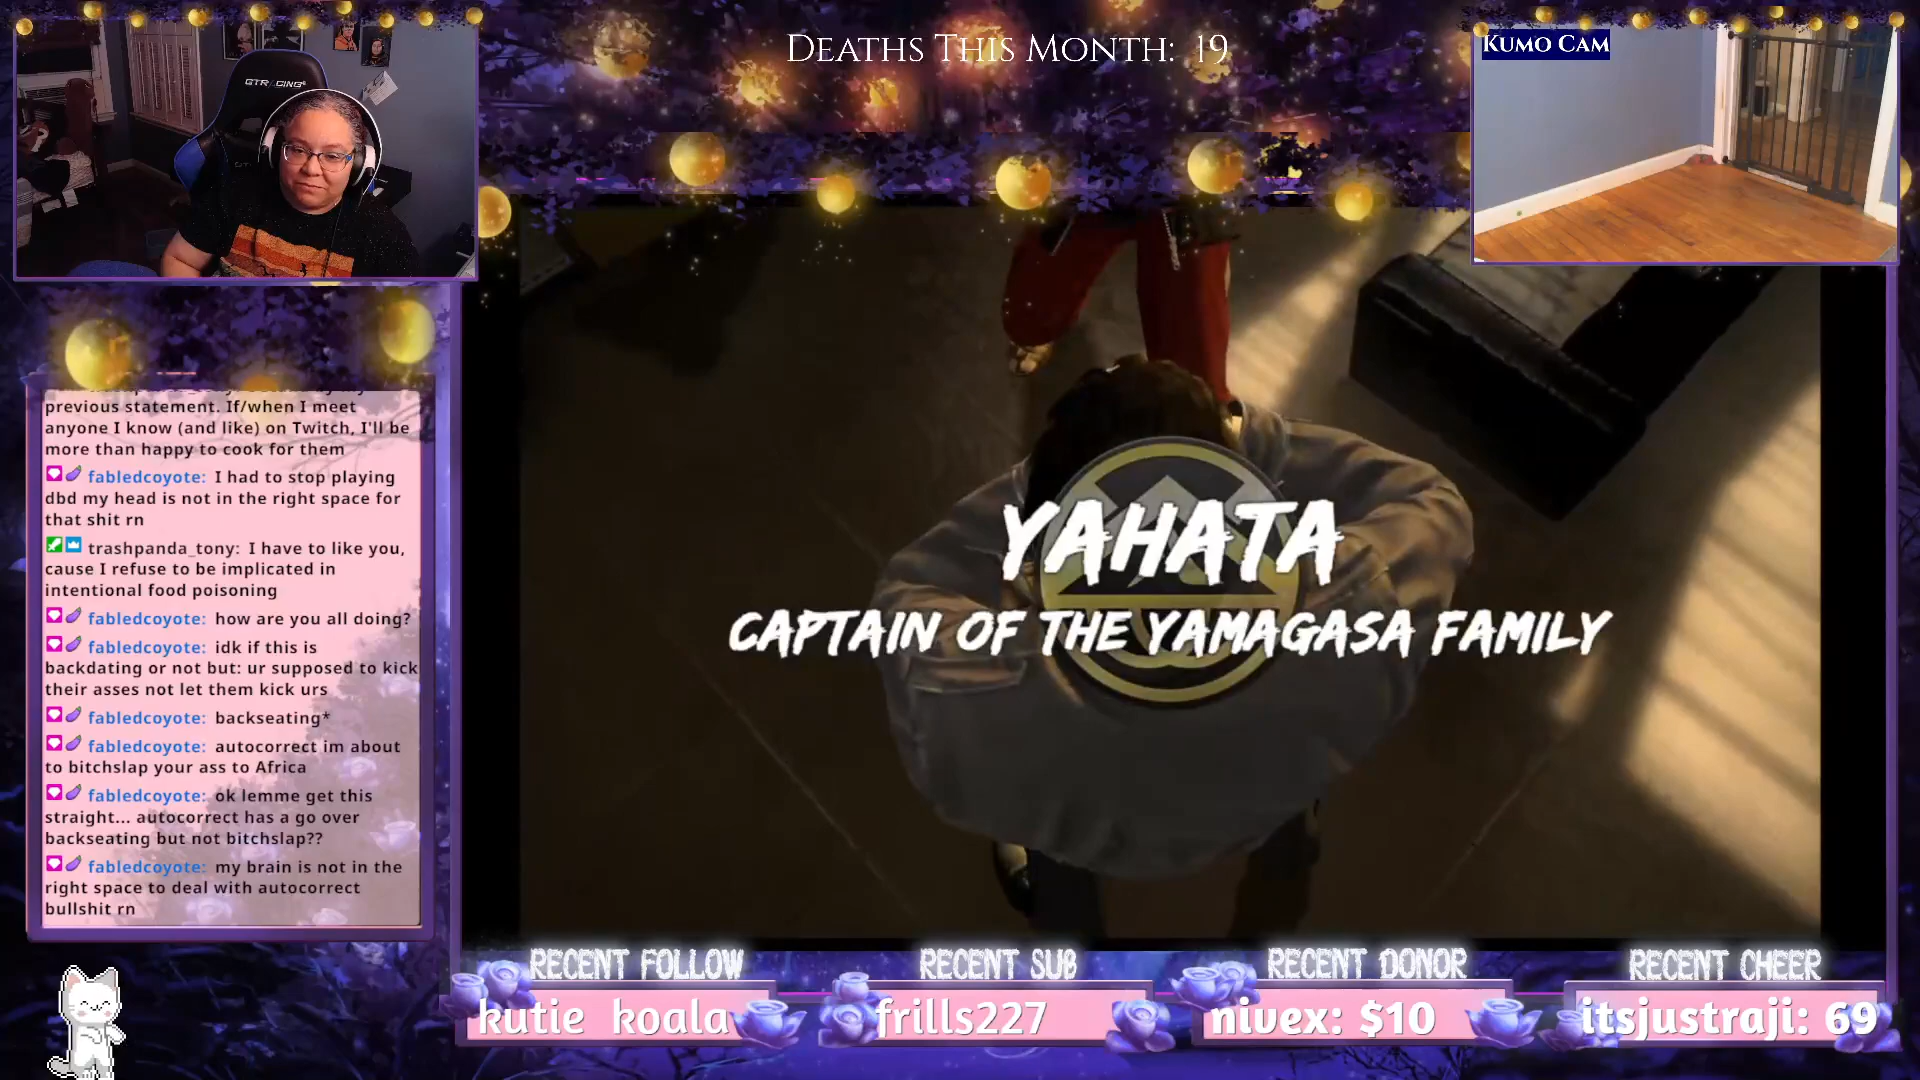 GTRACING
DEATHS THIS MONTH: 19
KUMO CAM
previous statement. If/when I meet
anyone I know (and like) on Twitch, I'll be
more than happy to cook for them
fabledcoyote: I had to stop playing
dbd my head is not in the right space for
that shit rn
trashpanda_tony: I have to like you,
cause I refuse to be implicated in
intentional food poisoning
fabledcoyote: how are you all doing?
fabledcoyote: idk if this is
backdating or not but: ur supposed to kick
their asses not let them kick urs
fabledcoyote: backseating*
fabledcoyote: autocorrect im about
to bitchslap your ass to Africa
fabledcoyote: ok lemme get this
straight... autocorrect has a go over
backseating but not bitchslap??
fabledcoyote: my brain is not in the
right space to deal with autocorrect
bullshit rn
YAHATA
CAPTAIN OF THE YAMAGASA FAMILY
RECENT FOLLOW
kutie koala
RECENT SUB
frills227
RECENT DONOR
nivex: $10
RECENT CHEER
itsjustraji: 69